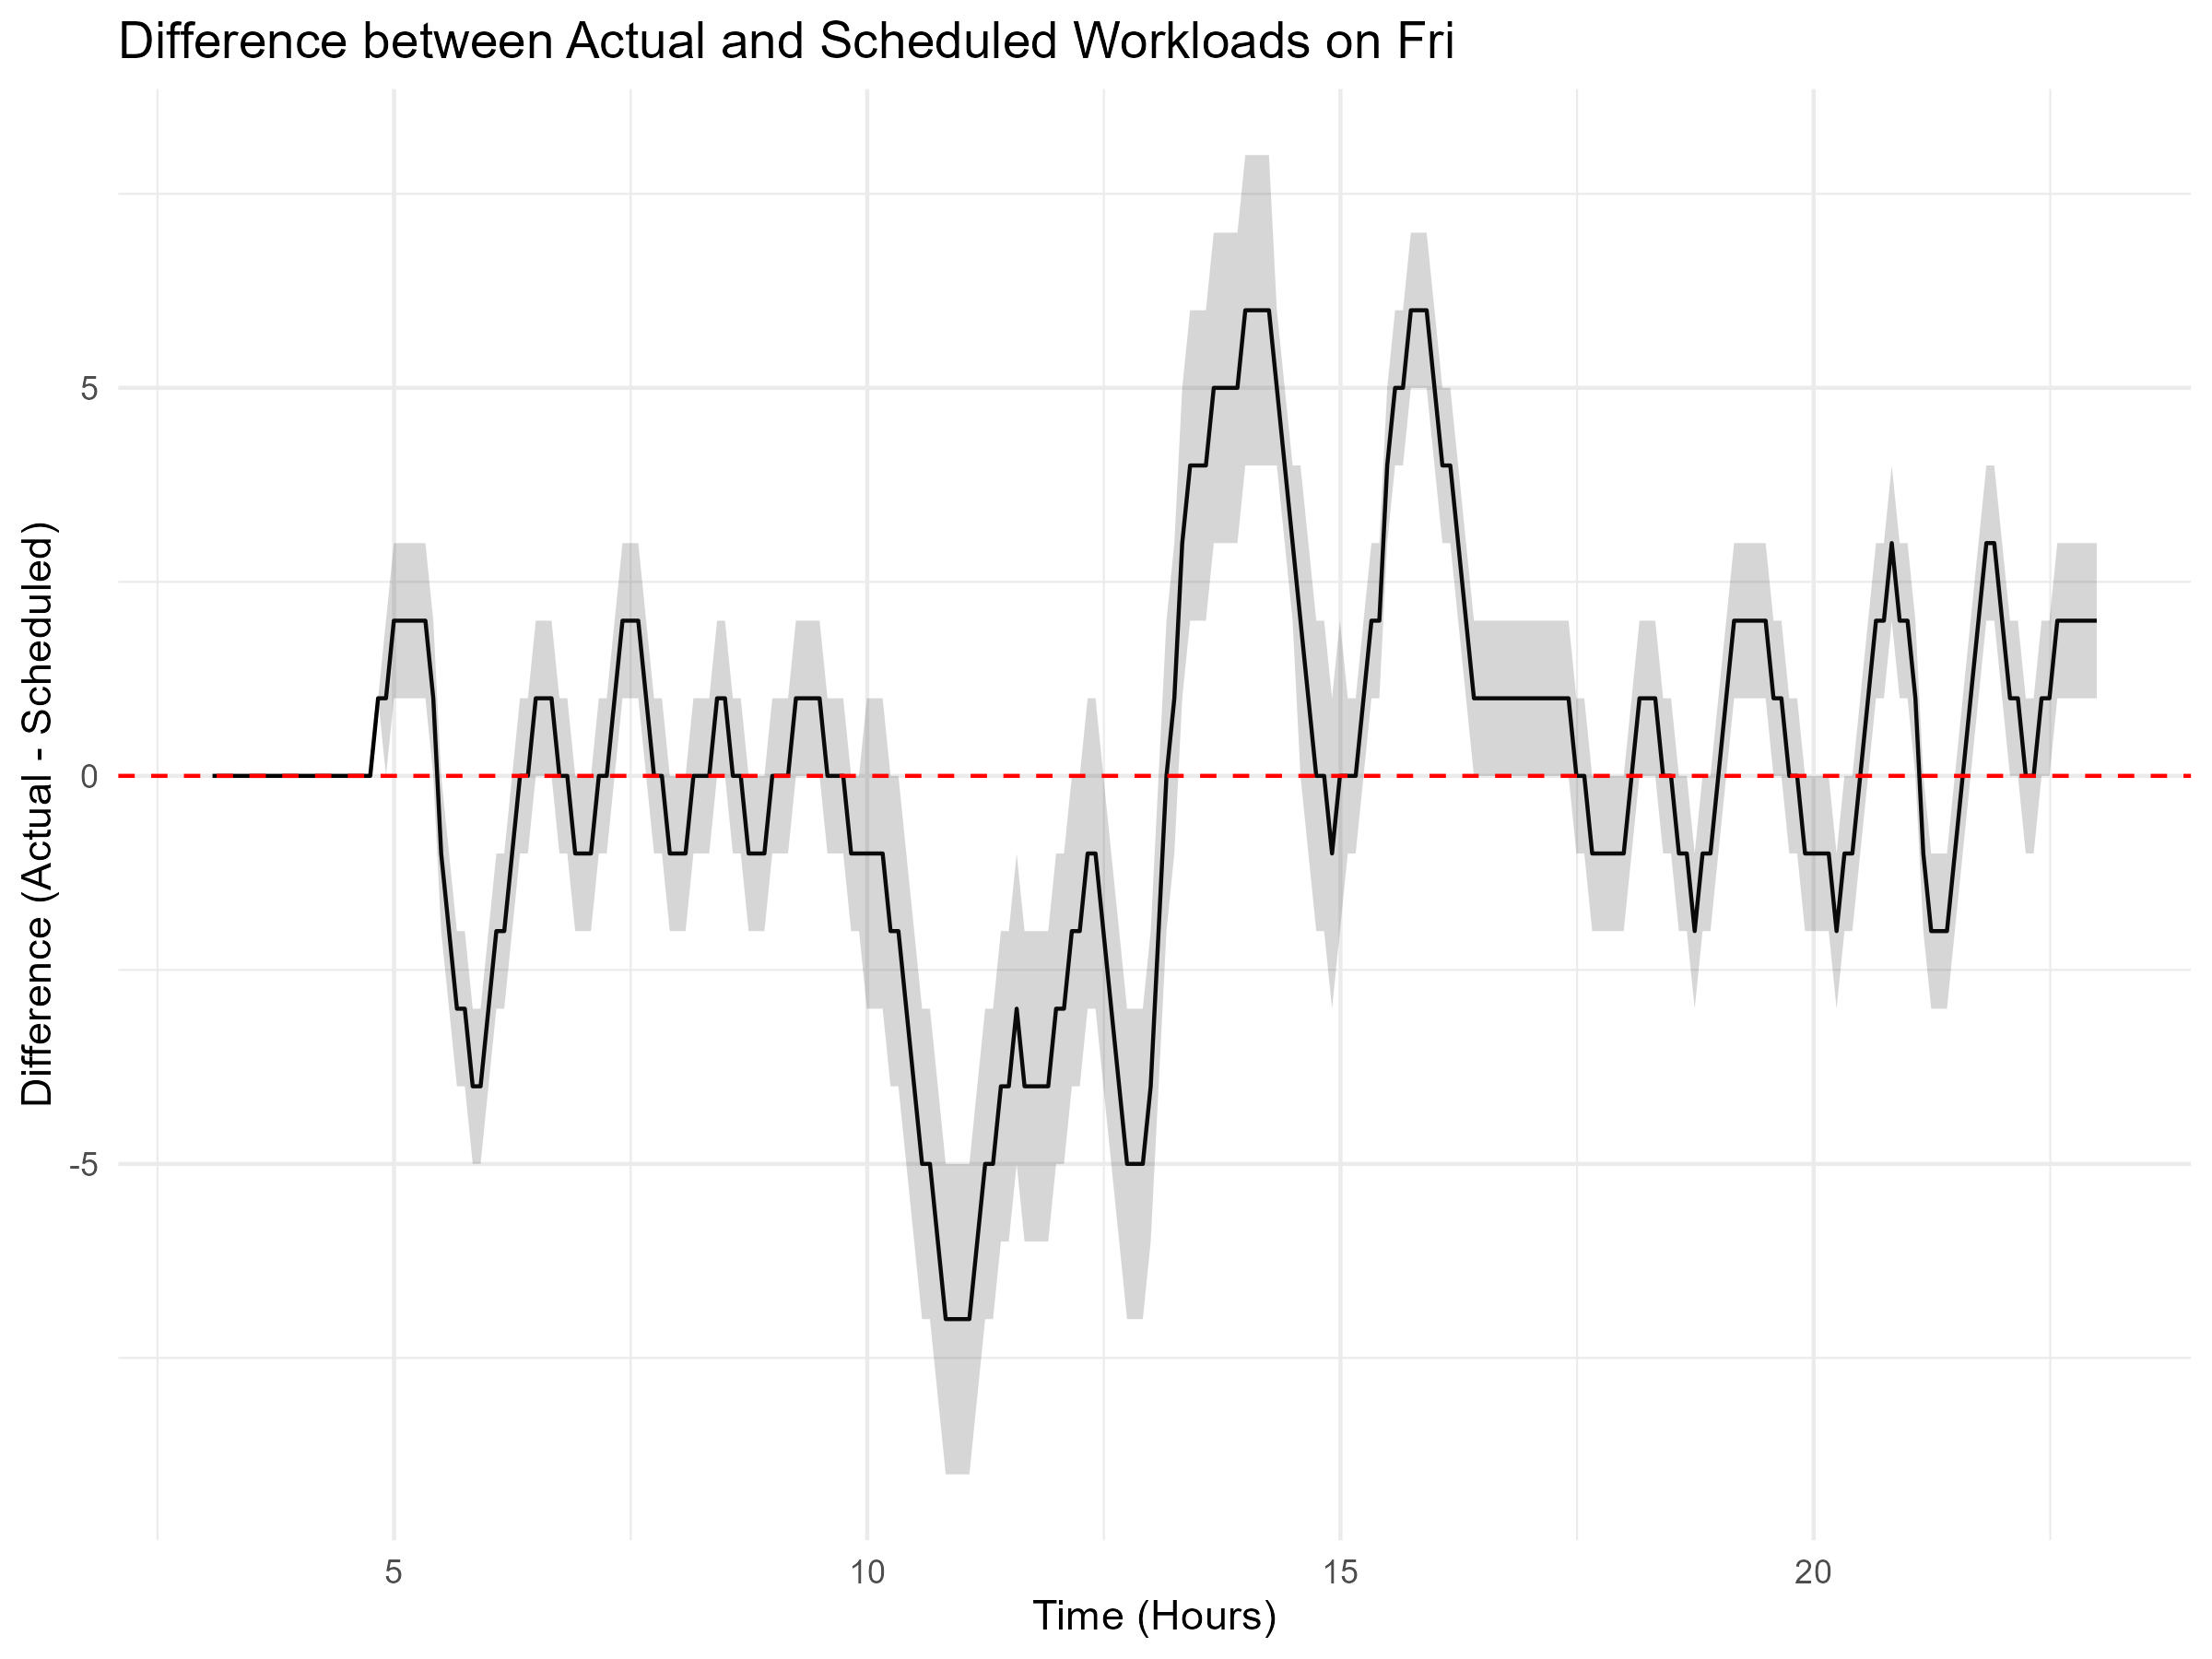 Difference between Actual and Scheduled Workloads on Fri
Difference (Actual - Scheduled)
5
0
-5
5
10
15
20
Time (Hours)